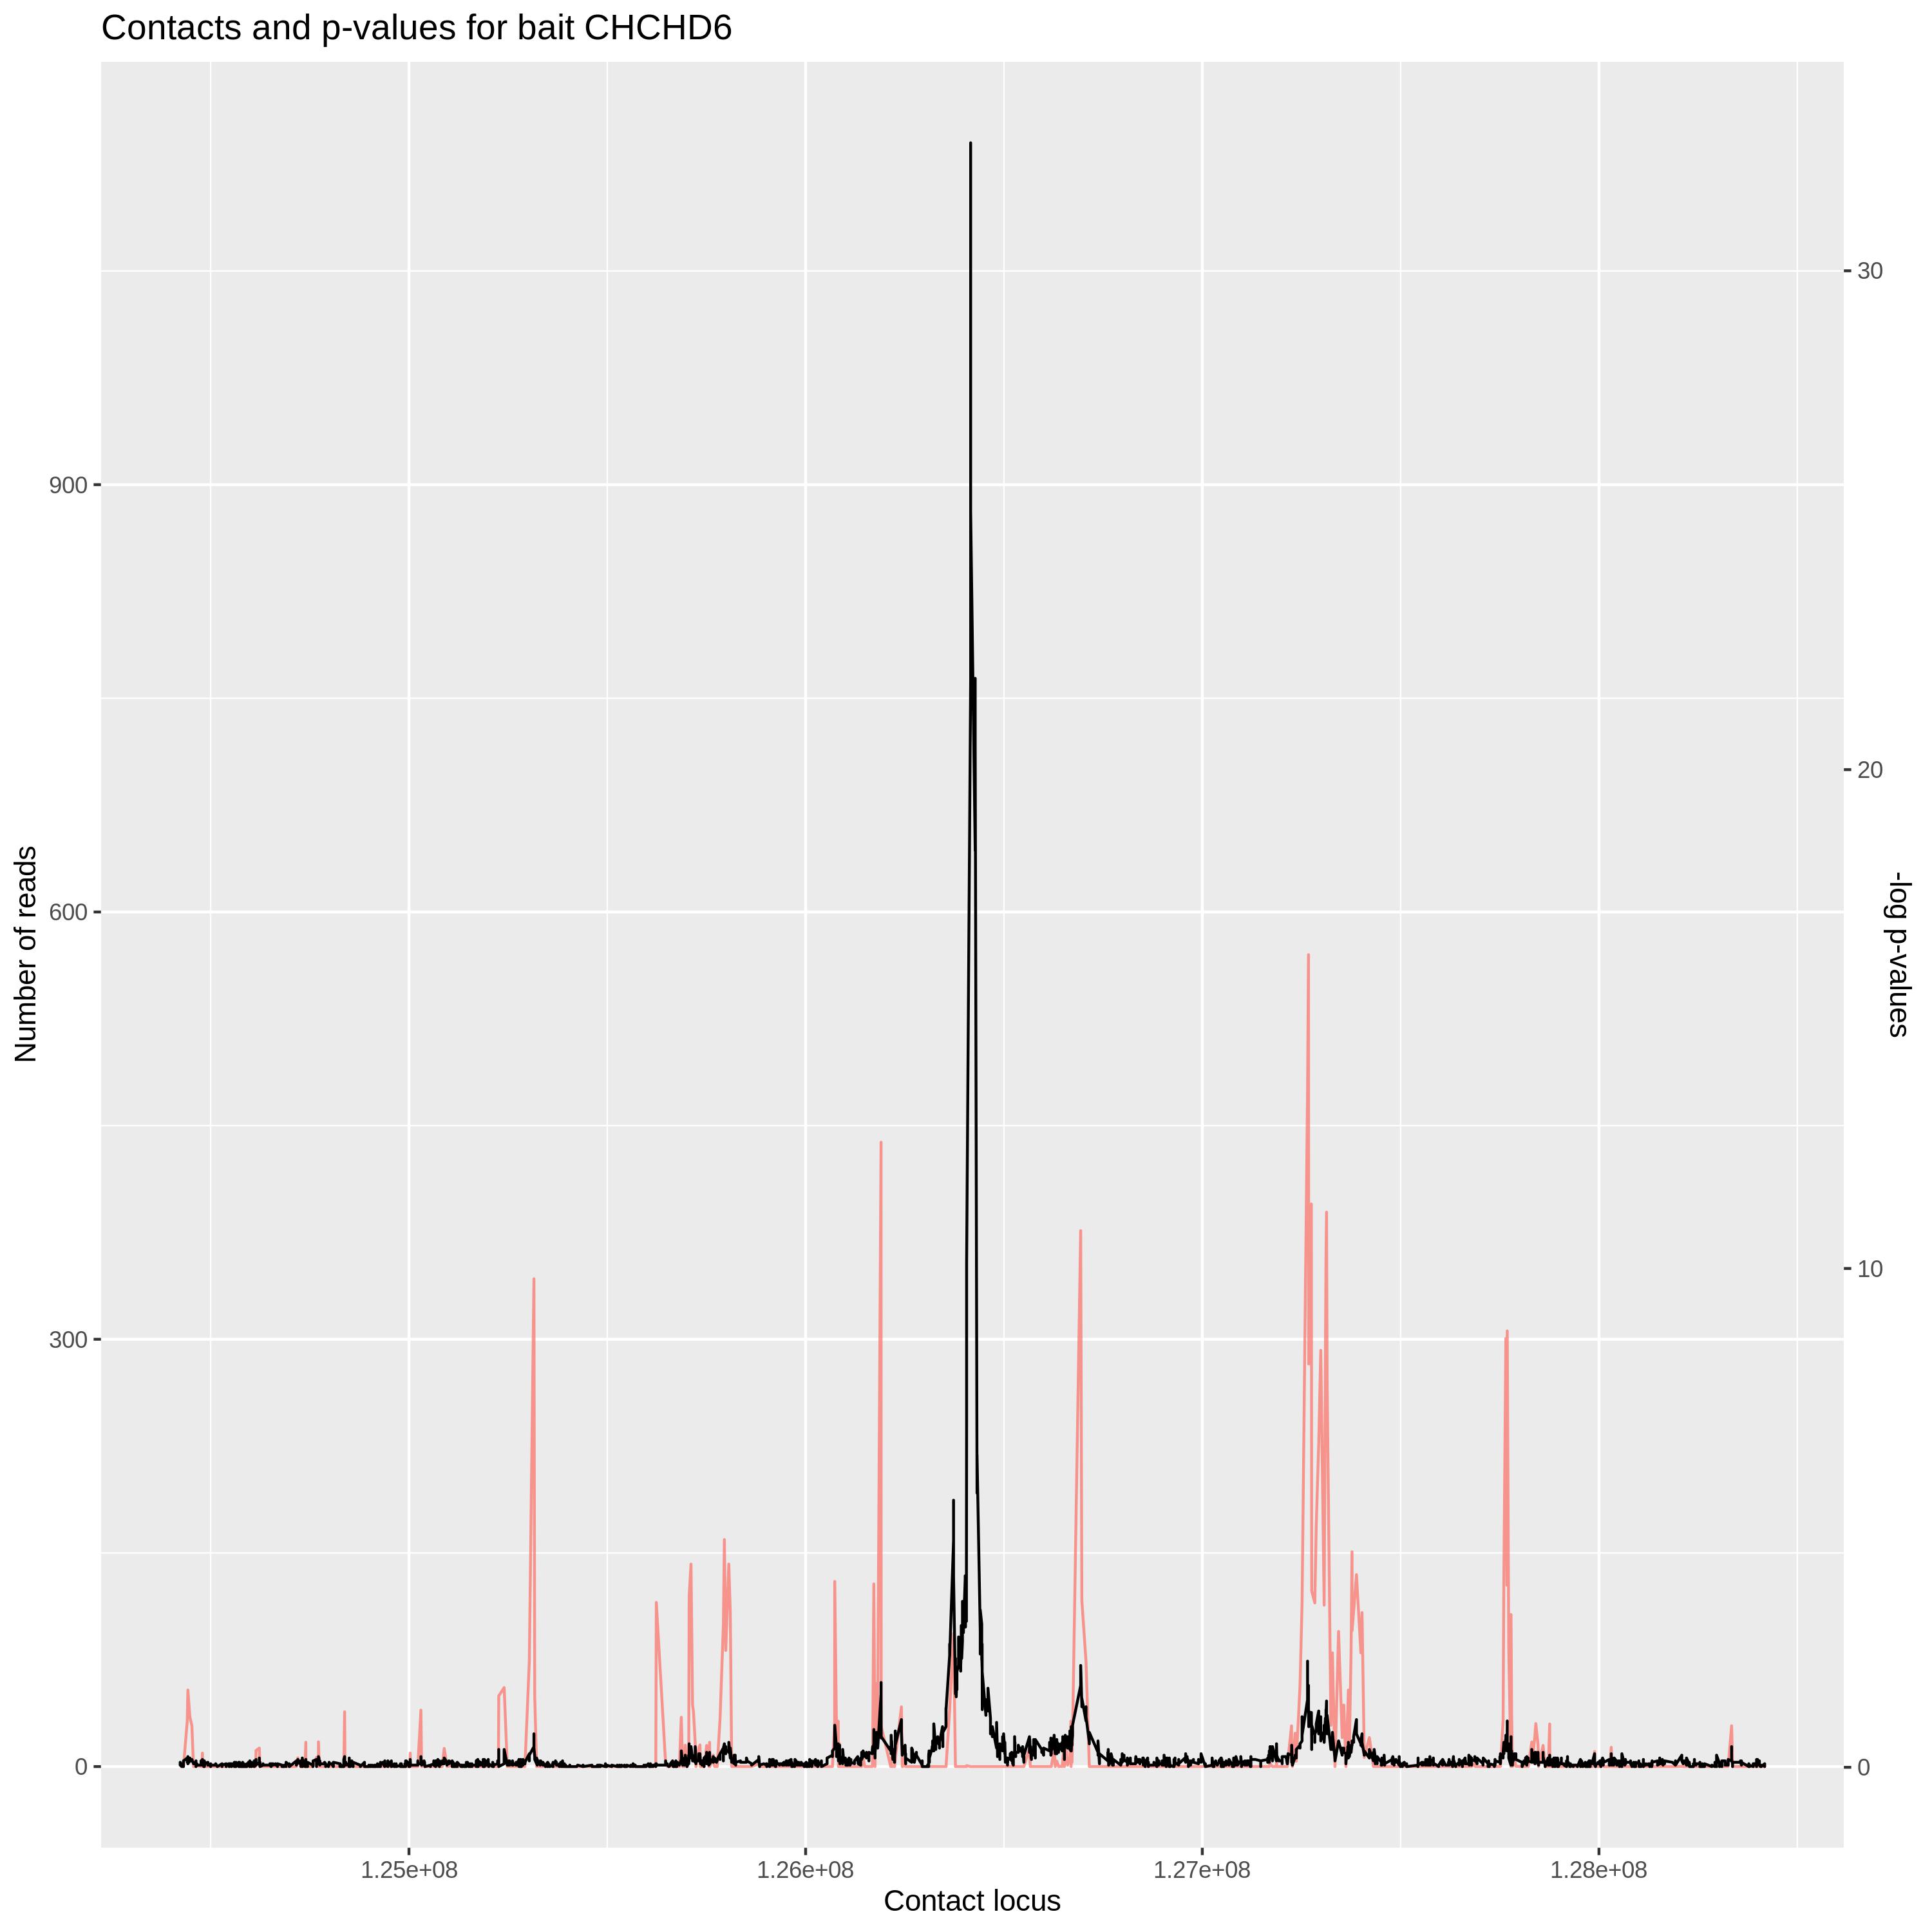 Contacts and p-values for bait CHCHD6
Number of reads
900
600
300
0
30
20
10
0
-log p-values
1.25e+08
1.26e+08
1.27e+08
1.28e+08
Contact locus